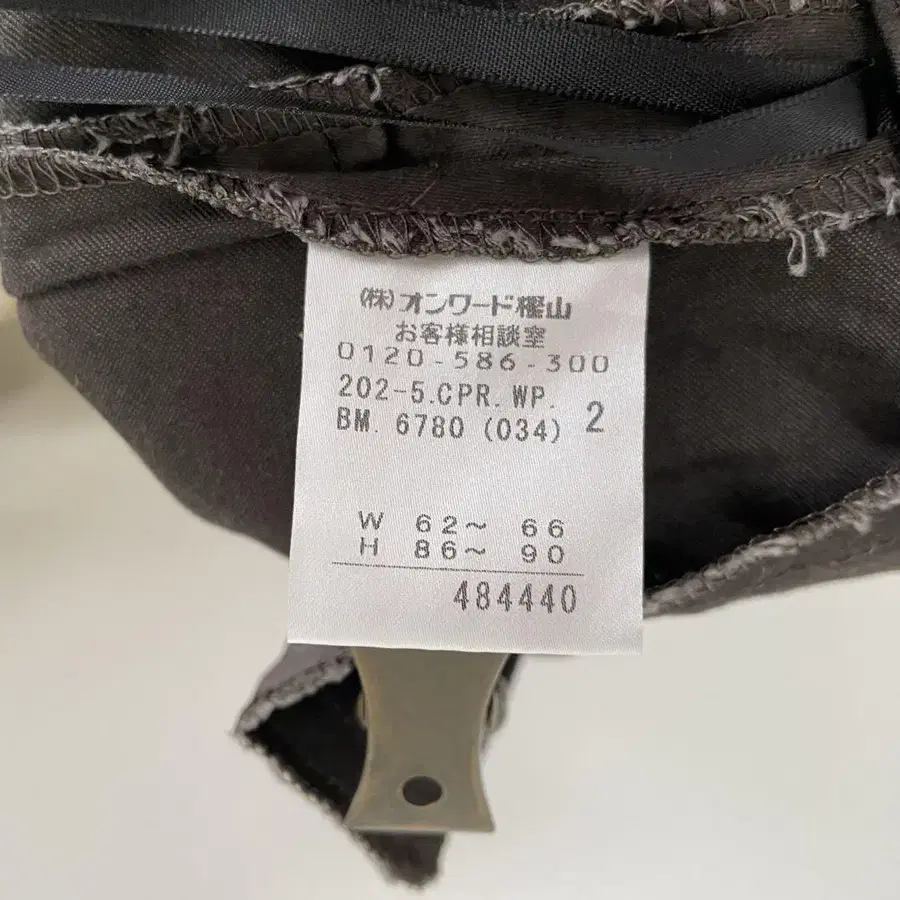 (株)オンワード樫山
お客様相談室
0120-586-300
202-5.CPR.WP.
BM. 6780 (034) 2
W 62～ 66
H 86～ 90
484440